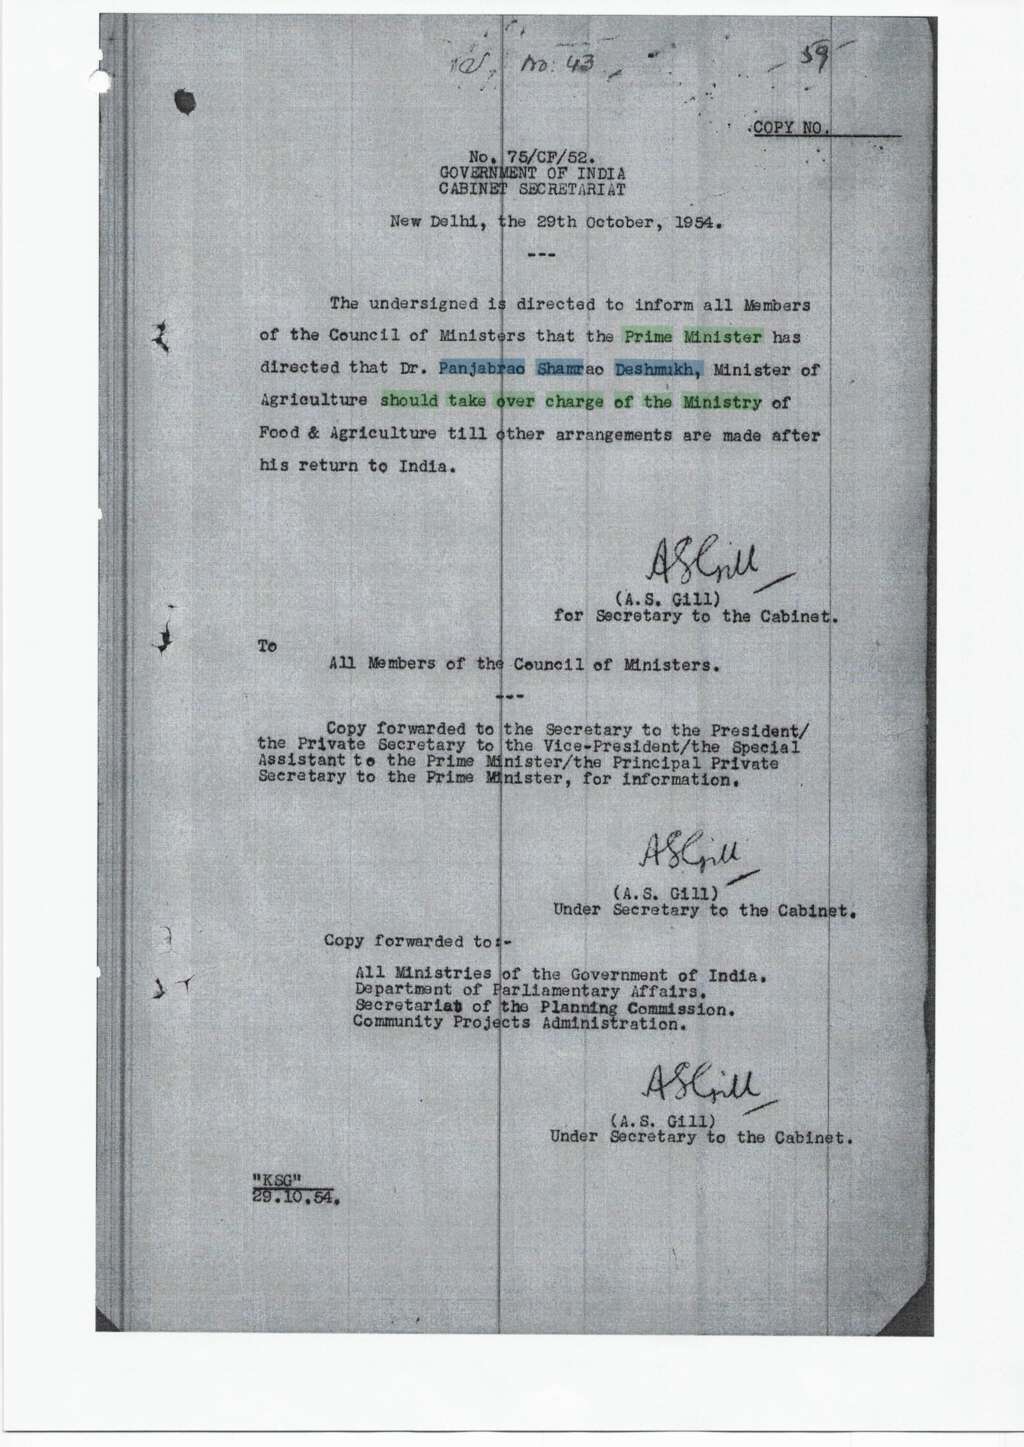 No. 43
59
COPY NO.
No. 75/CF/52.
GOVERNMENT OF INDIA
CABINET SECRETARIAT
New Delhi, the 29th October, 1954.
---
The undersigned is directed to inform all Members
of the Council of Ministers that the Prime Minister has
directed that Dr. Panjabrao Shamrao Deshmukh, Minister of
Agriculture should take over charge of the Ministry of
Food & Agriculture till other arrangements are made after
his return to India.
ASGill
(A.S. Gill)
for Secretary to the Cabinet.
To
All Members of the Council of Ministers.
---
Copy forwarded to the Secretary to the President/
the Private Secretary to the Vice-President/the Special
Assistant to the Prime Minister/the Principal Private
Secretary to the Prime Minister, for information.
ASGill
(A.S. Gill)
Under Secretary to the Cabinet.
Copy forwarded to:-
All Ministries of the Government of India.
Department of Parliamentary Affairs.
Secretariat of the Planning Commission.
Community Projects Administration.
ASGill
(A.S. Gill)
Under Secretary to the Cabinet.
"KSG"
29.10.54.